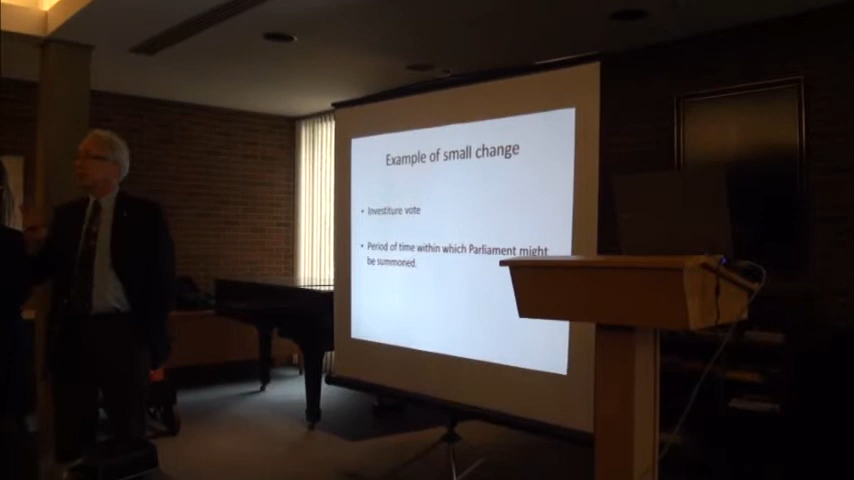 Example of small change
• Investiture vote
• Period of time within which Parliament might
be summoned.